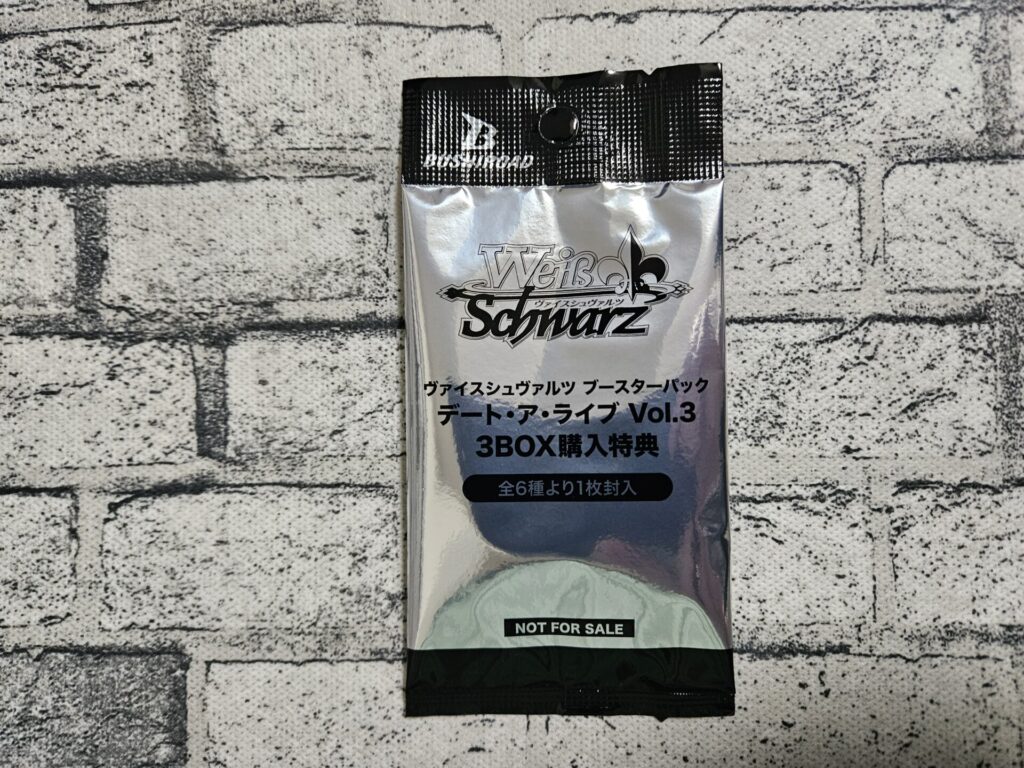 BUSHIROAD
Weiß
ヴァイスシュヴァルツ
Schwarz
ヴァイスシュヴァルツ ブースターパック
デート・ア・ライブ Vol.3
3BOX購入特典
全6種より1枚封入
NOT FOR SALE